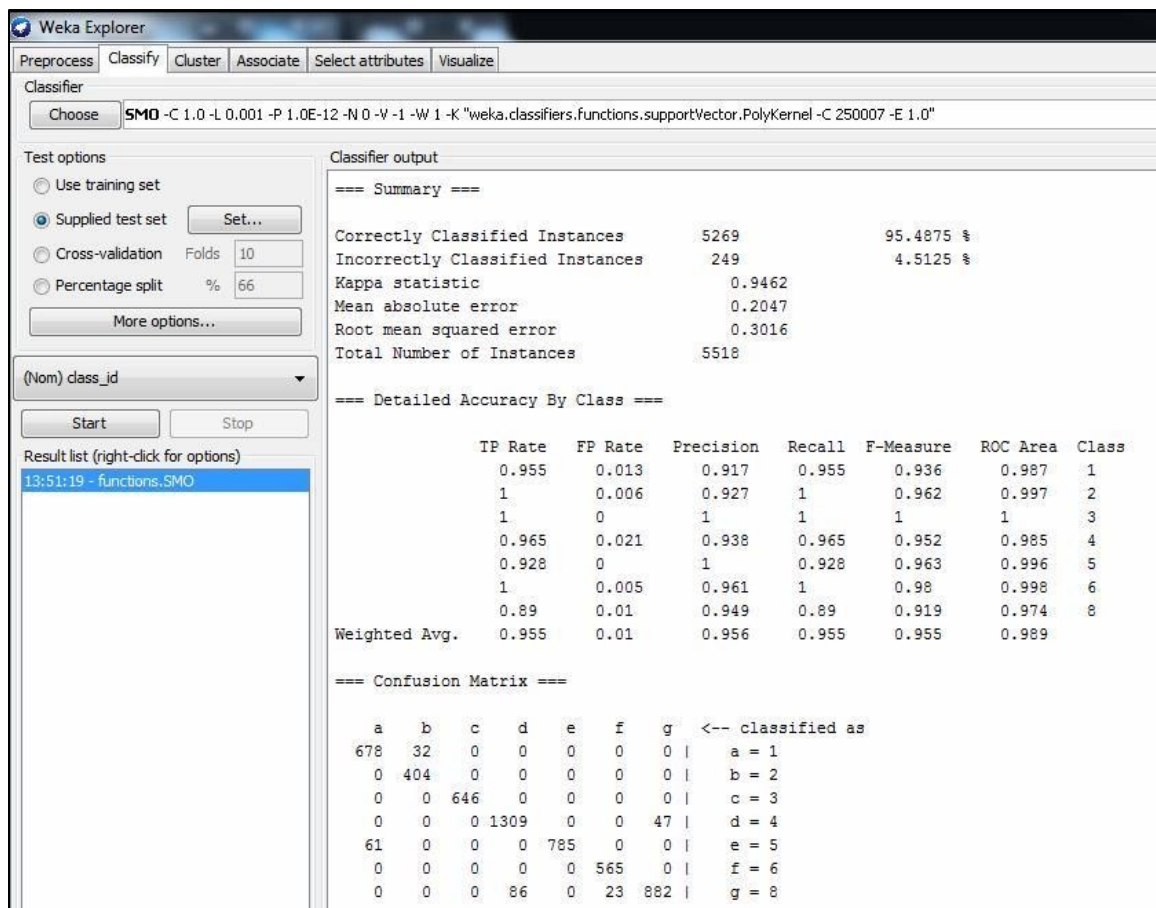 Weka Explorer
Preprocess Classify Cluster Associate Select attributes Visualize
Classifier
Choose SMO -C 1.0 -L 0.001 -P 1.0E-12 -N 0 -V -1 -W 1 -K "weka.classifiers.functions.supportVector.PolyKernel -C 250007 -E 1.0"
Test options
Use training set
Supplied test set Set...
Cross-validation Folds 10
Percentage split % 66
More options...
(Nom) class_id
Start Stop
Result list (right-click for options)
13:51:19 - functions.SMO
Classifier output
=== Summary ===
Correctly Classified Instances 5269 95.4875 %
Incorrectly Classified Instances 249 4.5125 %
Kappa statistic 0.9462
Mean absolute error 0.2047
Root mean squared error 0.3016
Total Number of Instances 5518
=== Detailed Accuracy By Class ===
TP Rate FP Rate Precision Recall F-Measure ROC Area Class
0.955 0.013 0.917 0.955 0.936 0.987 1
1 0.006 0.927 1 0.962 0.997 2
1 0 1 1 1 1 3
0.965 0.021 0.938 0.965 0.952 0.985 4
0.928 0 1 0.928 0.963 0.996 5
1 0.005 0.961 1 0.98 0.998 6
0.89 0.01 0.949 0.89 0.919 0.974 8
Weighted Avg. 0.955 0.01 0.956 0.955 0.955 0.989
=== Confusion Matrix ===
a b c d e f g <-- classified as
678 32 0 0 0 0 0 | a = 1
0 404 0 0 0 0 0 | b = 2
0 0 646 0 0 0 0 | c = 3
0 0 0 1309 0 0 47 | d = 4
61 0 0 0 785 0 0 | e = 5
0 0 0 0 0 565 0 | f = 6
0 0 0 86 0 23 882 | g = 8